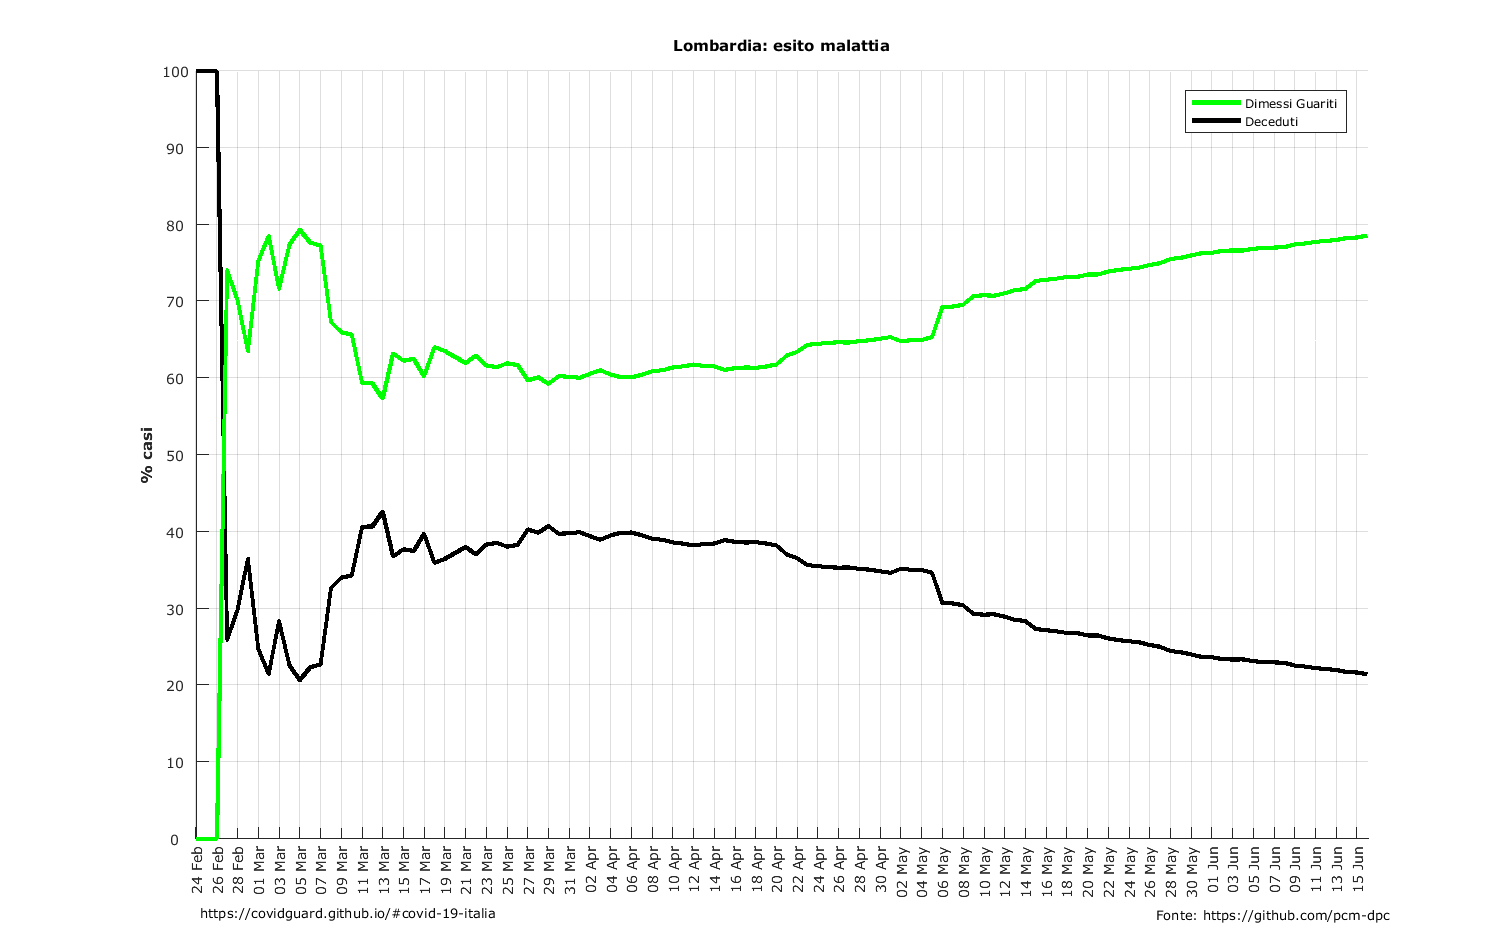 Lombardia: esito malattia
100
90
80
70
60
50
40
30
20
10
0
% casi
Dimessi Guariti
Deceduti
24 Feb
26 Feb
28 Feb
01 Mar
03 Mar
05 Mar
07 Mar
09 Mar
11 Mar
13 Mar
15 Mar
17 Mar
19 Mar
21 Mar
23 Mar
25 Mar
27 Mar
29 Mar
31 Mar
02 Apr
04 Apr
06 Apr
08 Apr
10 Apr
12 Apr
14 Apr
16 Apr
18 Apr
20 Apr
22 Apr
24 Apr
26 Apr
28 Apr
30 Apr
02 May
04 May
06 May
08 May
10 May
12 May
14 May
16 May
18 May
20 May
22 May
24 May
26 May
28 May
30 May
01 Jun
03 Jun
05 Jun
07 Jun
09 Jun
11 Jun
13 Jun
15 Jun
https://covidguard.github.io/#covid-19-italia
Fonte: https://github.com/pcm-dpc